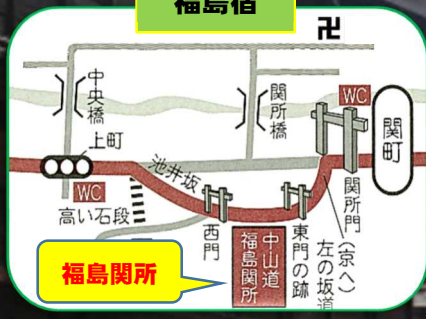 福島宿
卍
中央橋
関所橋
WC
関町
上町
池井坂
WC
高い石段
西門
中山道
福島関所
東門の跡
関所門
(京へ)
左の坂道
福島関所